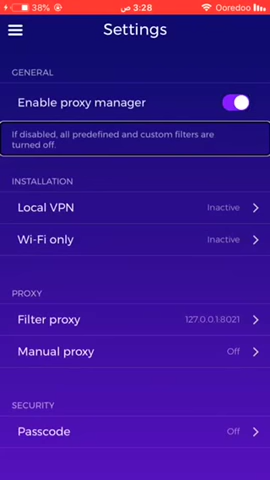 38% 3:28 ص Ooredoo
Settings
GENERAL
Enable proxy manager
If disabled, all predefined and custom filters are
turned off.
INSTALLATION
Local VPN Inactive
Wi-Fi only Inactive
PROXY
Filter proxy 127.0.0.1:8021
Manual proxy Off
SECURITY
Passcode Off